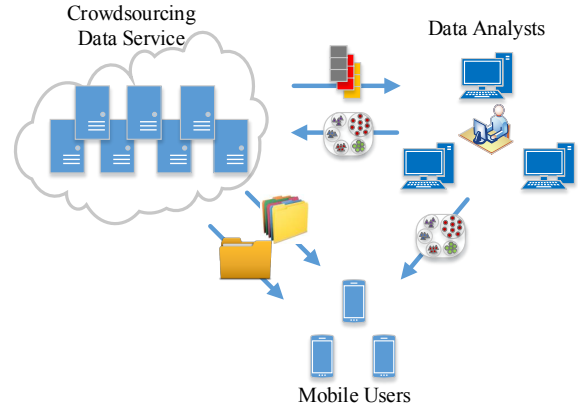 Crowdsourcing
Data Service
Data Analysts
Mobile Users